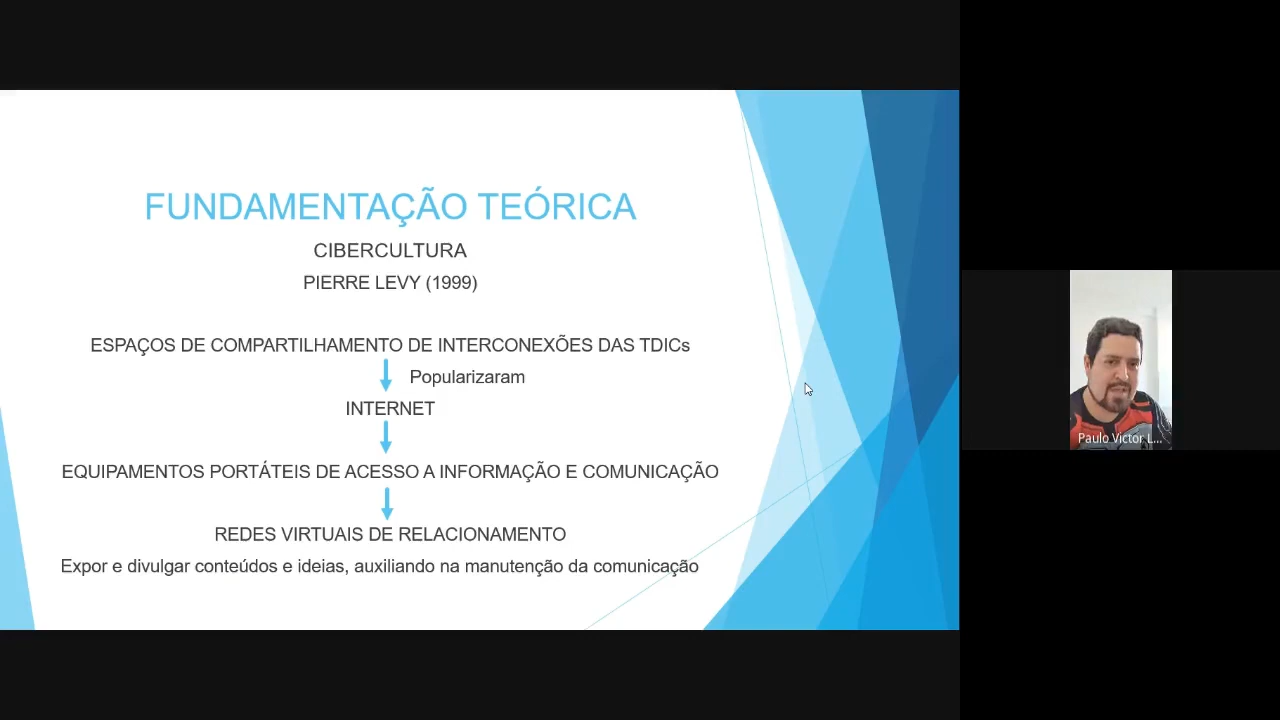 FUNDAMENTAÇÃO TEÓRICA
CIBERCULTURA
PIERRE LEVY (1999)
ESPAÇOS DE COMPARTILHAMENTO DE INTERCONEXÕES DAS TDICs
Popularizaram
INTERNET
EQUIPAMENTOS PORTÁTEIS DE ACESSO A INFORMAÇÃO E COMUNICAÇÃO
REDES VIRTUAIS DE RELACIONAMENTO
Expor e divulgar conteúdos e ideias, auxiliando na manutenção da comunicação
Paulo Victor L...